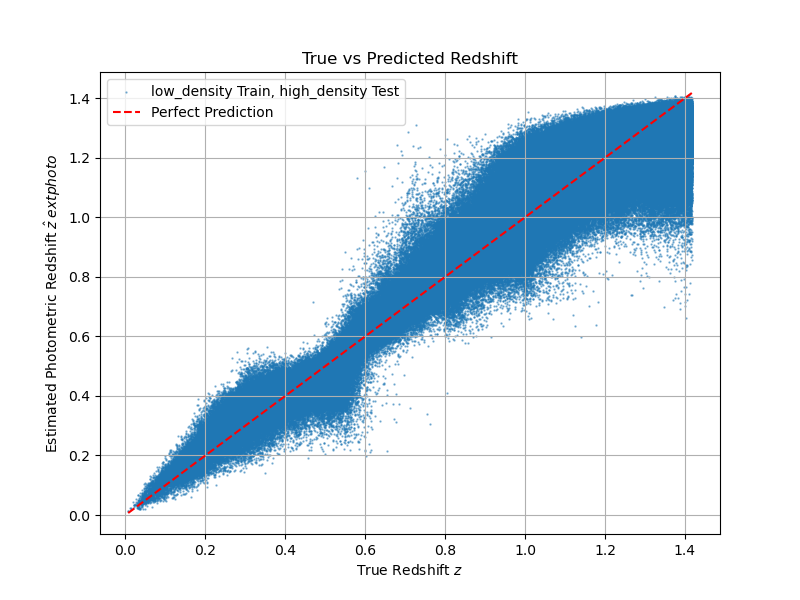 True vs Predicted Redshift
low_density Train, high_density Test
Perfect Prediction
Estimated Photometric Redshift ẑ extphoto
1.4
1.2
1.0
0.8
0.6
0.4
0.2
0.0
0.0 0.2 0.4 0.6 0.8 1.0 1.2 1.4
True Redshift z